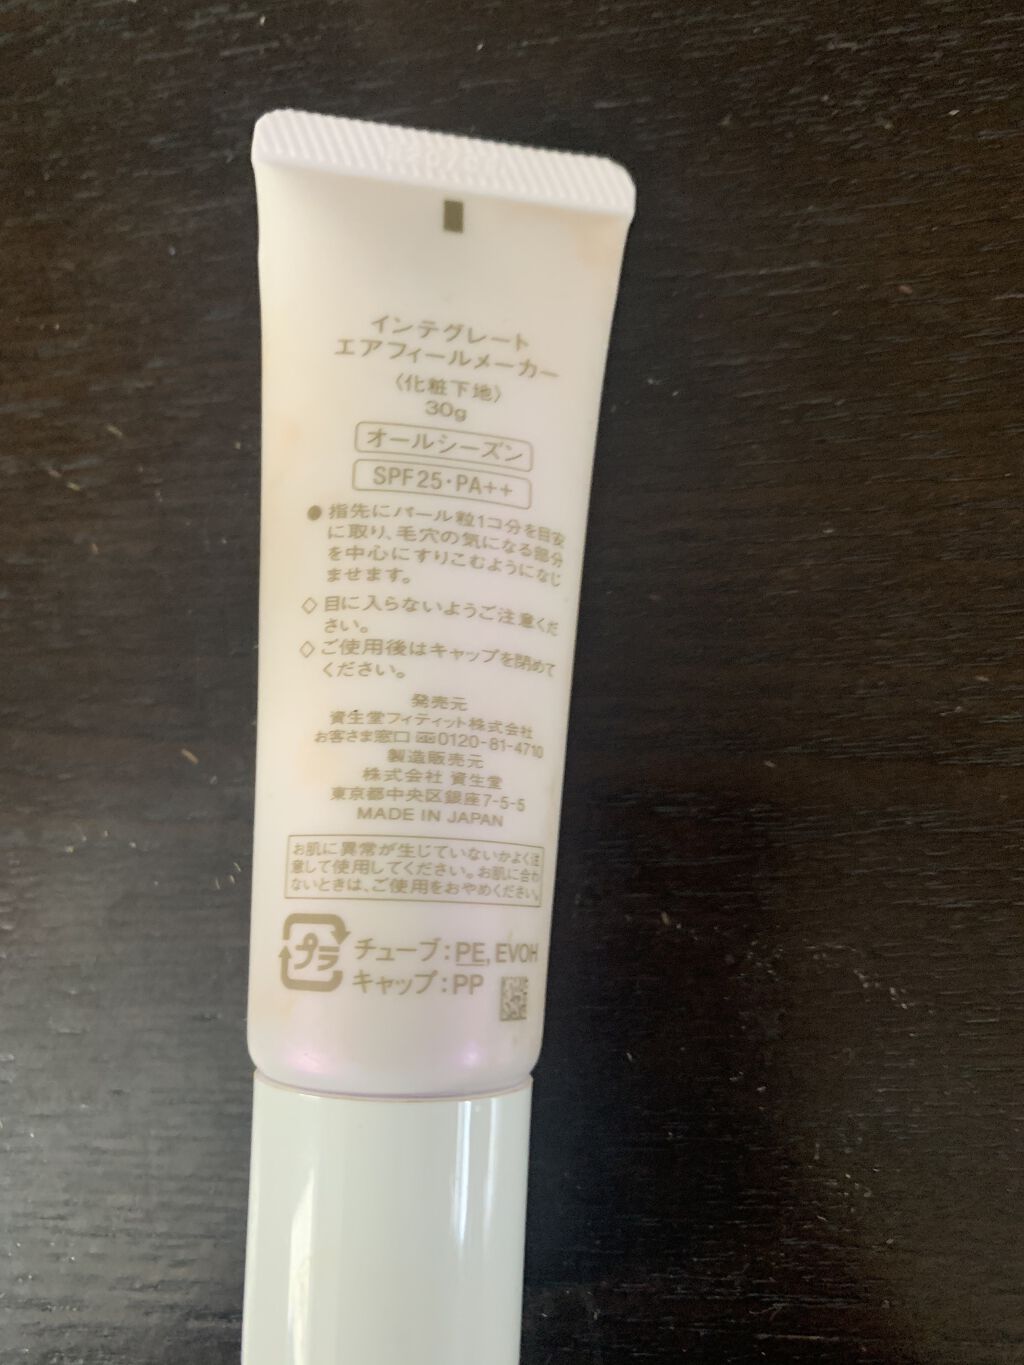 インテグレート
エアフィールメーカー
〈化粧下地〉
30g
オールシーズン
SPF25・PA++
●指先にパール粒1コ分を目安
に取り、毛穴の気になる部分
を中心にすりこむようになじ
ませます。
◇目に入らないようご注意くだ
さい。
◇ご使用後はキャップを閉めて
ください。
発売元
資生堂フィティット株式会社
お客さま窓口 0120-81-4710
製造販売元
株式会社 資生堂
東京都中央区銀座7-5-5
MADE IN JAPAN
お肌に異常が生じていないかよく注
意して使用してください。お肌に合わ
ないときは、ご使用をおやめください。
プラ
チューブ:PE, EVOH
キャップ:PP